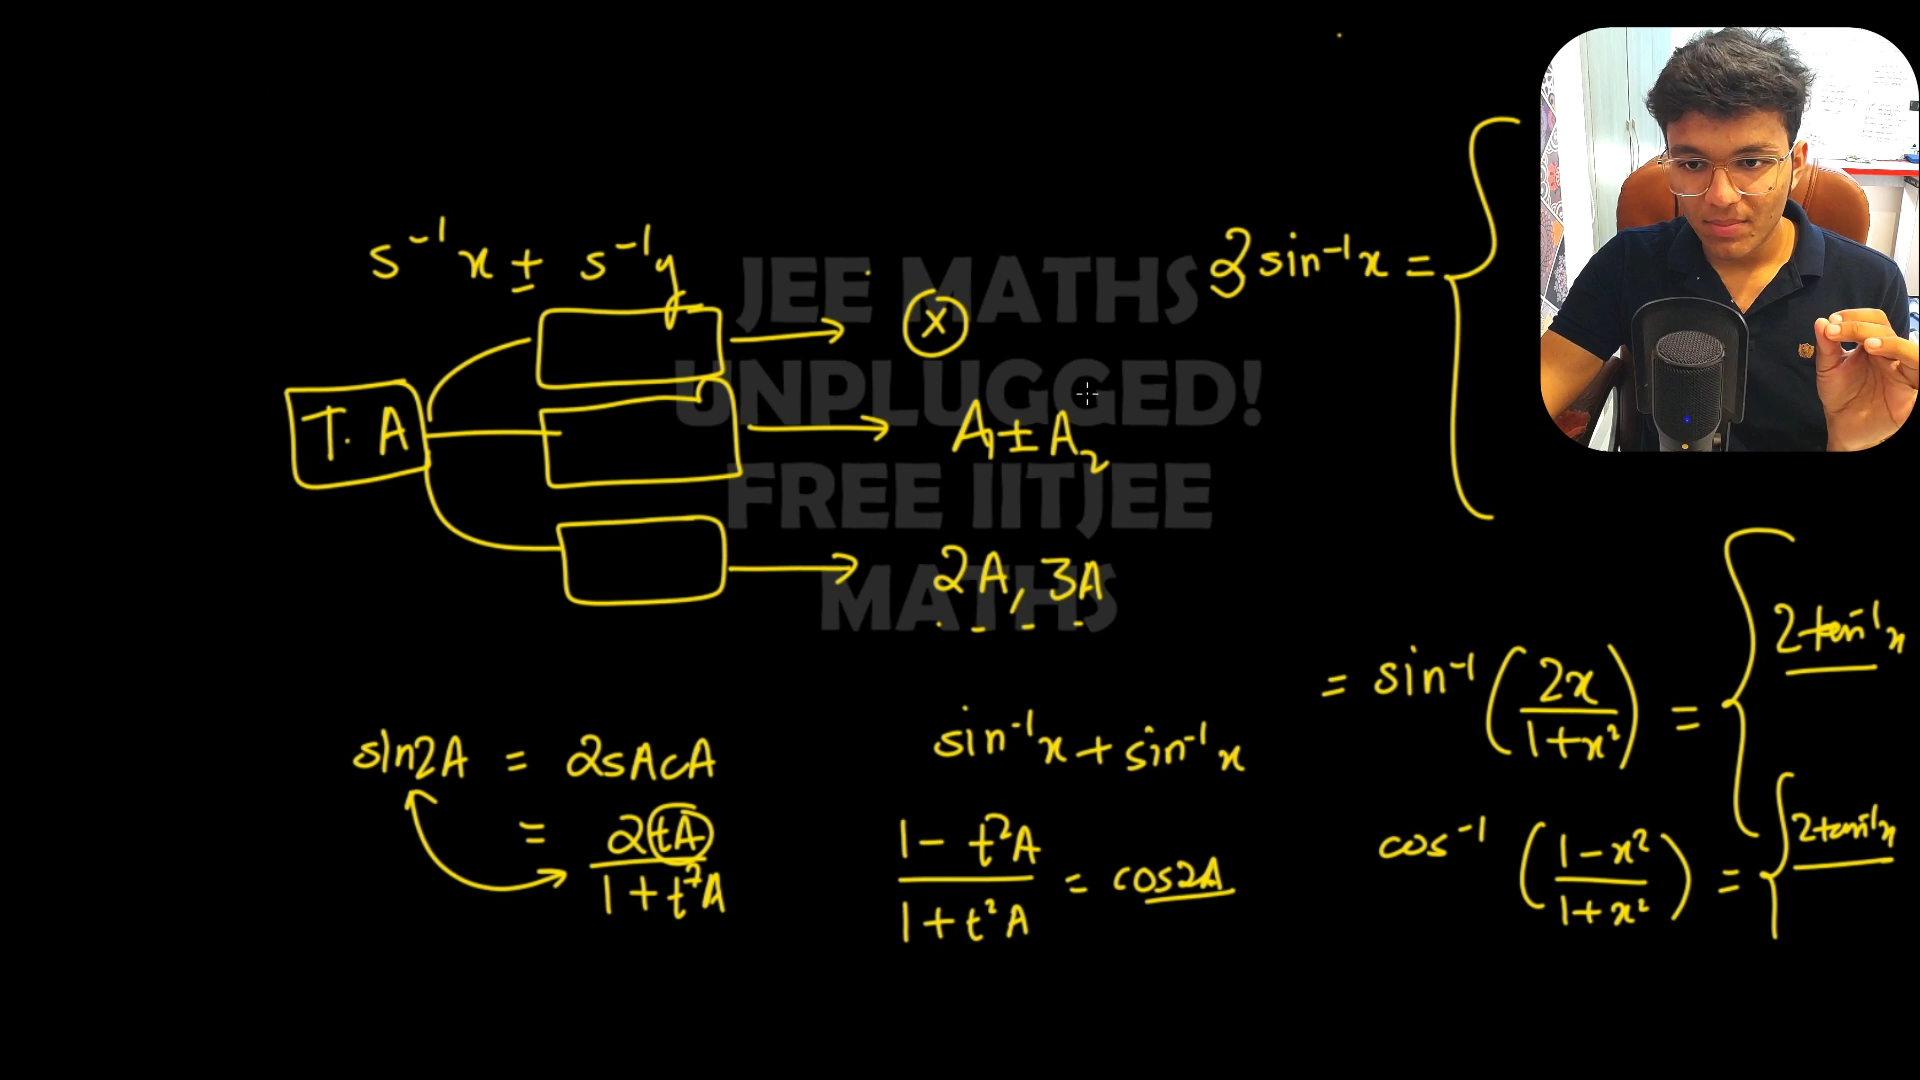 s⁻¹x ± s⁻¹y
T. A
x
A₁ ± A₂
2A, 3A
JEE MATHS
UNPLUGGED!
FREE IITJEE
MATHS
sin2A = 2sAcA
= 2tA / 1+t²A
sin⁻¹x + sin⁻¹x
1 - t²A / 1 + t²A = cos2A
sin⁻¹x = {
= sin⁻¹ (2x / 1+x²) = { 2tan⁻¹x
cos⁻¹ (1-x² / 1+x²) = { 2tan⁻¹x